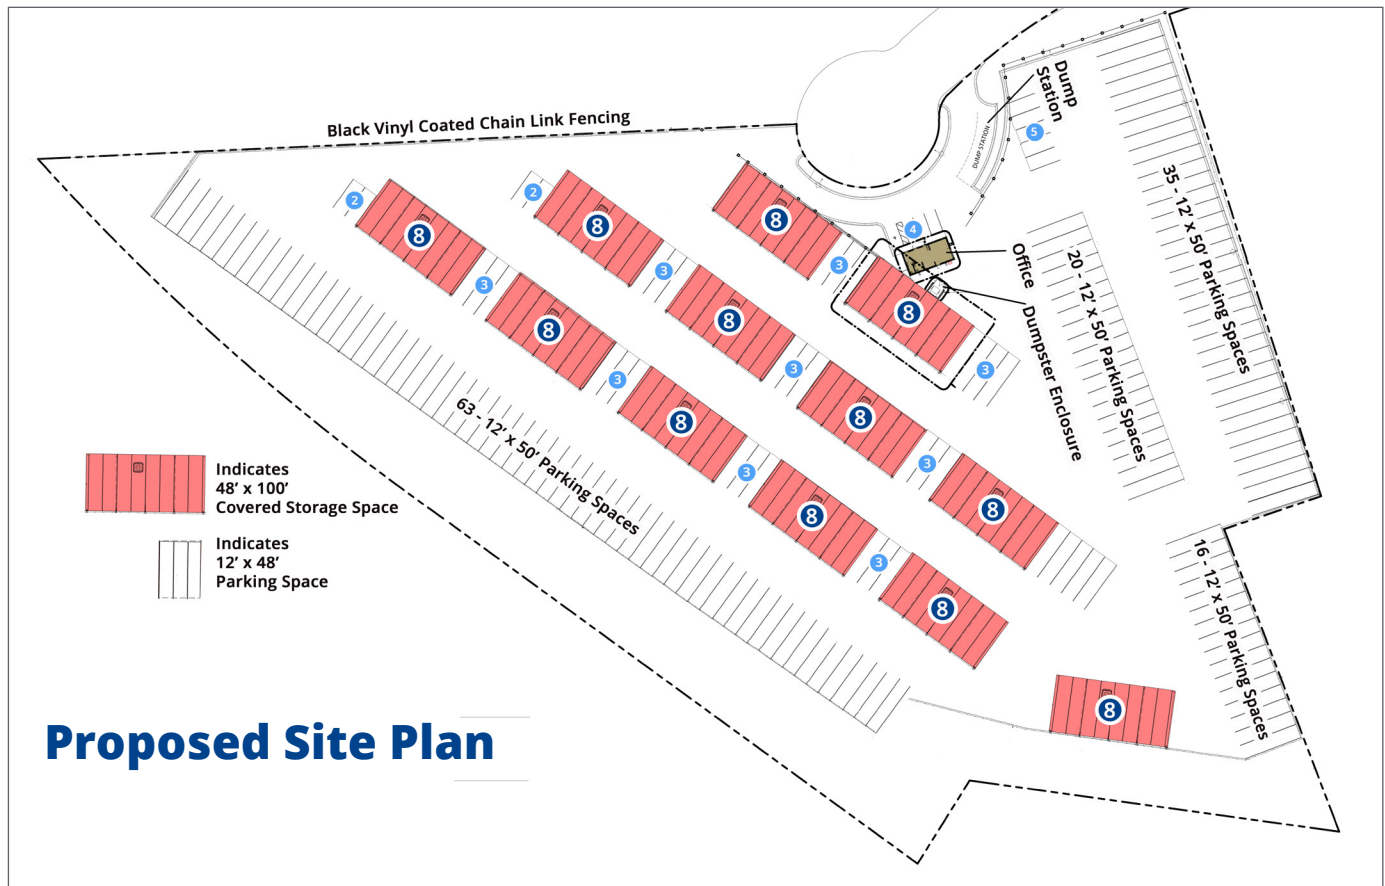 Black Vinyl Coated Chain Link Fencing
Dump
Station
DUMP STATION
5
2
2
8
8
8
4
3
3
3
Office
8
8
8
Dumpster Enclosure
35 - 12’ x 50’ Parking Spaces
20 - 12’ x 50’ Parking Spaces
3
3
3
8
8
63 - 12’ x 50’ Parking Spaces
3
3
8
8
3
8
8
16 - 12’ x 50’ Parking Spaces
Indicates
48’ x 100’
Covered Storage Space
Indicates
12’ x 48’
Parking Space
Proposed Site Plan